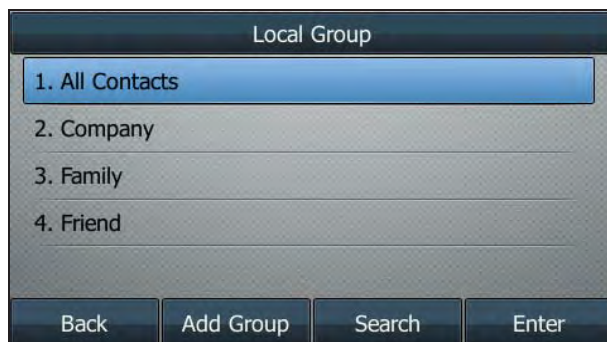 Local Group
1. All Contacts
2. Company
3. Family
4. Friend
Back Add Group Search Enter